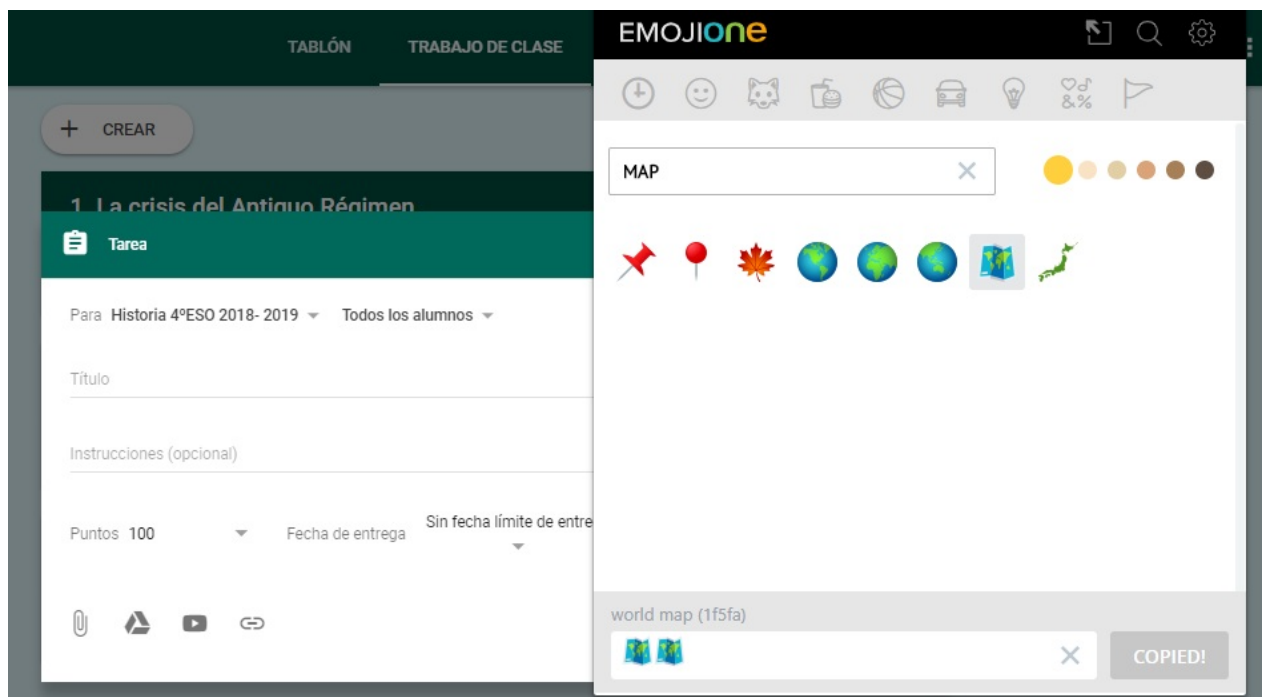 TABLÓN
TRABAJO DE CLASE
+ CREAR
1. La crisis del Antiguo Régimen
Tarea
Para Historia 4ºESO 2018- 2019 Todos los alumnos
Título
Instrucciones (opcional)
Puntos 100 Fecha de entrega Sin fecha límite de entre
EMOJIone
&%
MAP
world map (1f5fa)
COPIED!